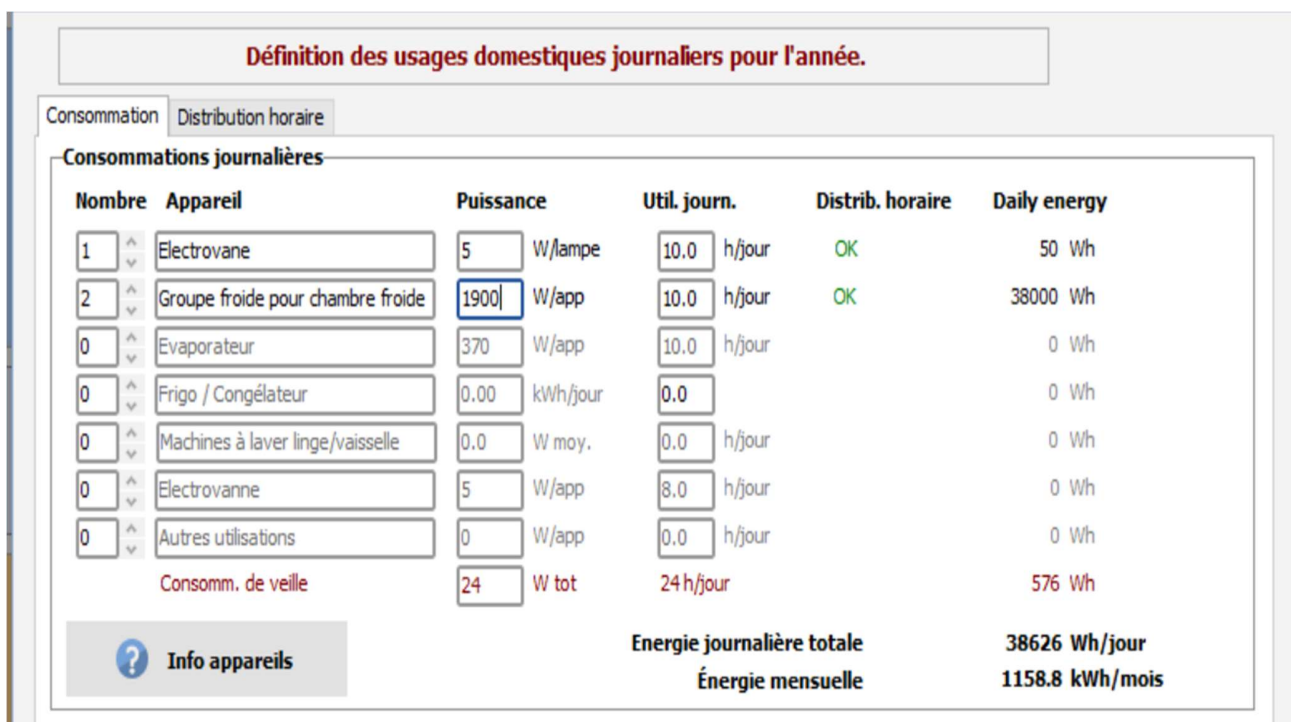 Définition des usages domestiques journaliers pour l'année.
Consommation Distribution horaire
Consommations journalières
Nombre Appareil Puissance Util. journ. Distrib. horaire Daily energy
1 Electrovane 5 W/lampe 10.0 h/jour OK 50 Wh
2 Groupe froide pour chambre froide 1900 W/app 10.0 h/jour OK 38000 Wh
0 Evaporateur 370 W/app 10.0 h/jour 0 Wh
0 Frigo / Congélateur 0.00 kWh/jour 0.0 0 Wh
0 Machines à laver linge/vaisselle 0.0 W moy. 0.0 h/jour 0 Wh
0 Electrovanne 5 W/app 8.0 h/jour 0 Wh
0 Autres utilisations 0 W/app 0.0 h/jour 0 Wh
Consomm. de veille 24 W tot 24 h/jour 576 Wh
? Info appareils
Energie journalière totale 38626 Wh/jour
Énergie mensuelle 1158.8 kWh/mois